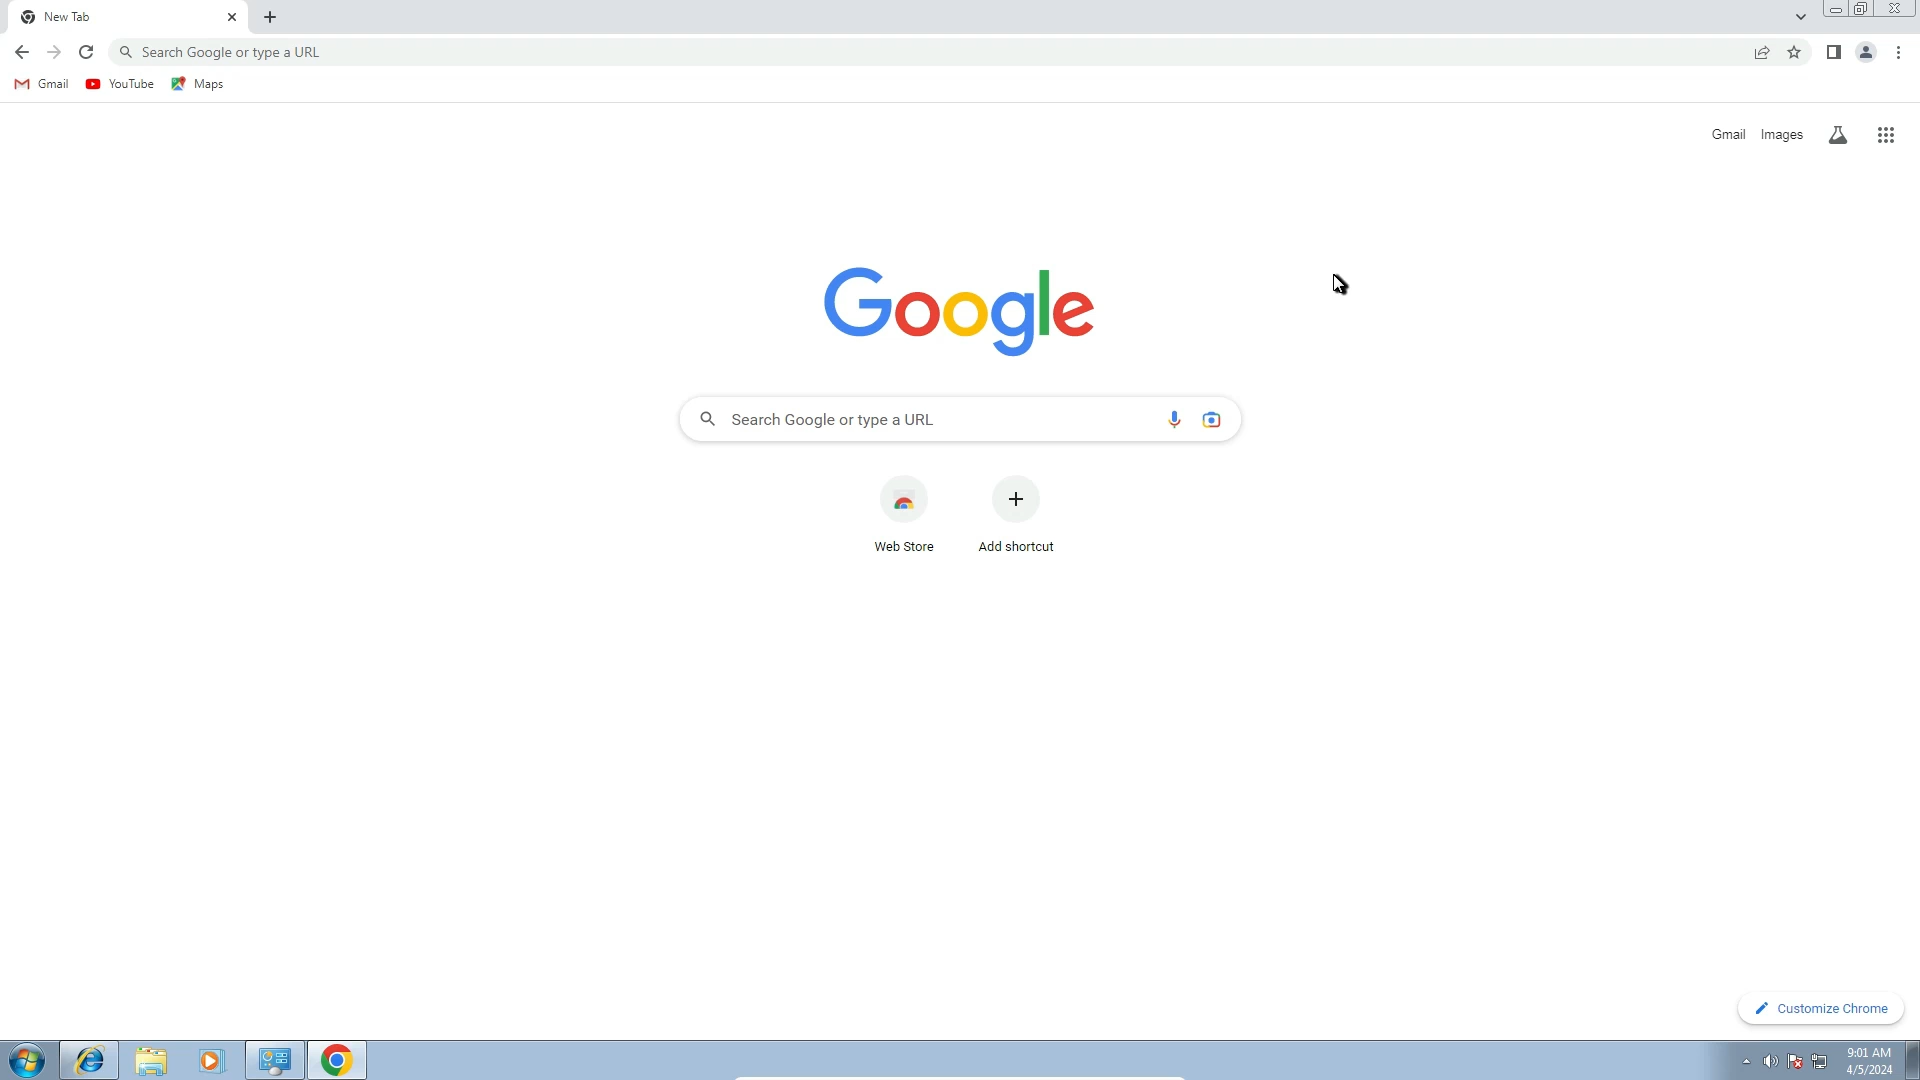 New Tab
Search Google or type a URL
Gmail YouTube Maps
Gmail Images
Google
Search Google or type a URL
Web Store Add shortcut
Customize Chrome
9:01 AM
4/5/2024